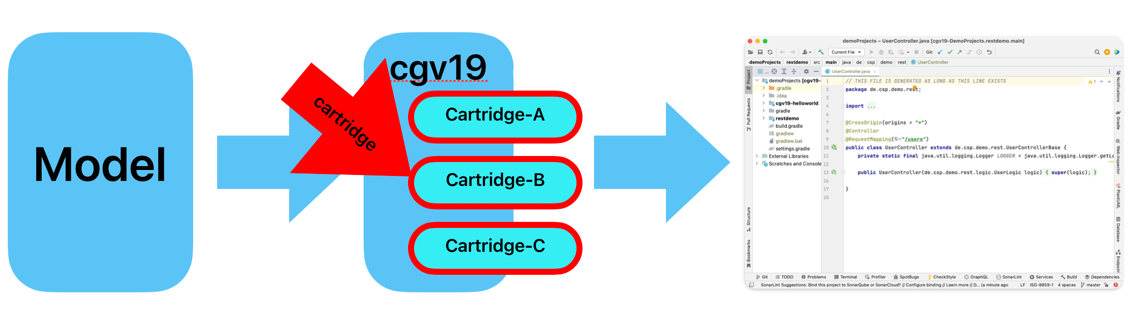 Model
cartridge
cgv19
Cartridge-A
Cartridge-B
Cartridge-C
demoProjects – UserController.java [cgv19-DemoProjects.restdemo.main]
Current File
Git:
demoProjects restdemo src main java de csp demo rest UserController
Project
Pull Requests
Structure
Bookmarks
demoProjects
.gradle
.idea
cgv19-helloworld
gradle
restdemo
build.gradle
gradlew
gradlew.bat
settings.gradle
External Libraries
Scratches and Console
UserController.java
1 // THIS FILE IS GENERATED AS LONG AS THIS LINE EXISTS
2 package de.csp.demo.rest;
3
4 import ...
6
7 @CrossOrigin(origins = "*")
8 @Controller
9 @RequestMapping("/users")
10 public class UserController extends de.csp.demo.rest.UserControllerBase {
11 private static final java.util.logging.Logger LOGGER = java.util.logging.Logger.getL
12
13 public UserController(de.csp.demo.rest.logic.UserLogic logic) { super(logic); }
16
17 }
18
Notifications
Gradle
PlantUML
Database
Endpoint
Git TODO Problems Terminal Profiler SpotBugs CheckStyle GraphQL SonarLint Services Build Dependencies
SonarLint Suggestions: Bind this project to SonarQube or SonarCloud? // Configure binding // Learn more // D... (a minute ago
LF ISO-8859-1 4 spaces master